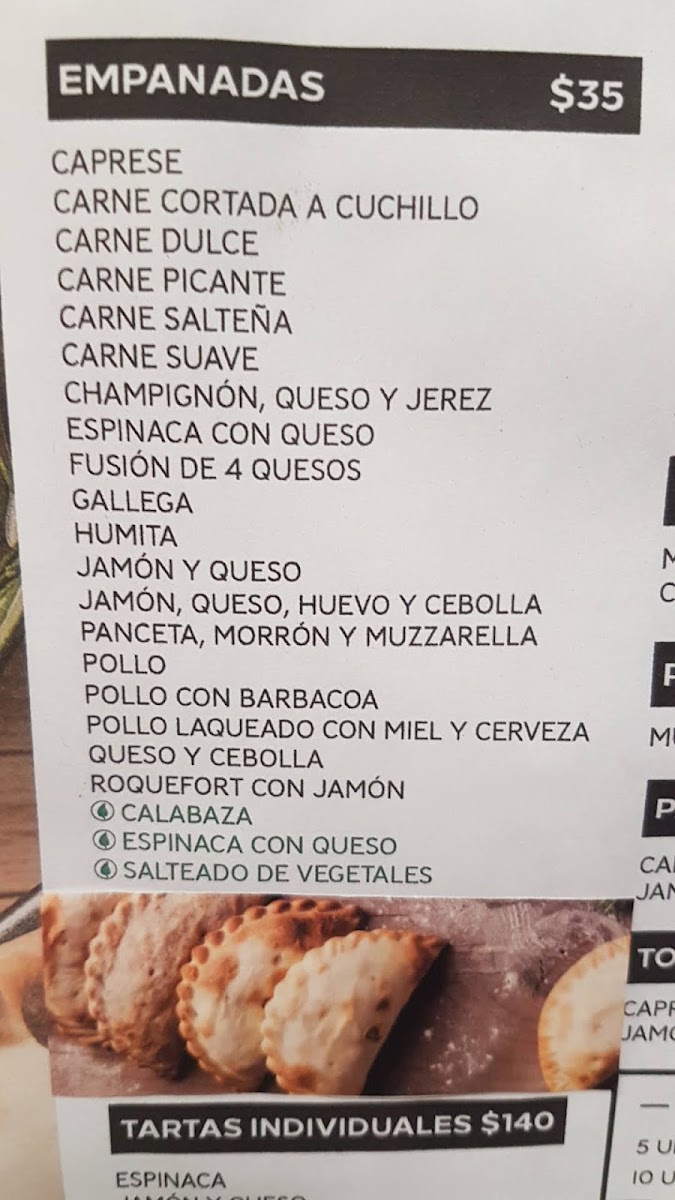 EMPANADAS $35
CAPRESE
CARNE CORTADA A CUCHILLO
CARNE DULCE
CARNE PICANTE
CARNE SALTEÑA
CARNE SUAVE
CHAMPIGNÓN, QUESO Y JEREZ
ESPINACA CON QUESO
FUSIÓN DE 4 QUESOS
GALLEGA
HUMITA
JAMÓN Y QUESO
JAMÓN, QUESO, HUEVO Y CEBOLLA
PANCETA, MORRÓN Y MUZZARELLA
POLLO
POLLO CON BARBACOA
POLLO LAQUEADO CON MIEL Y CERVEZA
QUESO Y CEBOLLA
ROQUEFORT CON JAMÓN
CALABAZA
ESPINACA CON QUESO
SALTEADO DE VEGETALES
TARTAS INDIVIDUALES $140
ESPINACA
JAMÓN Y QUESO